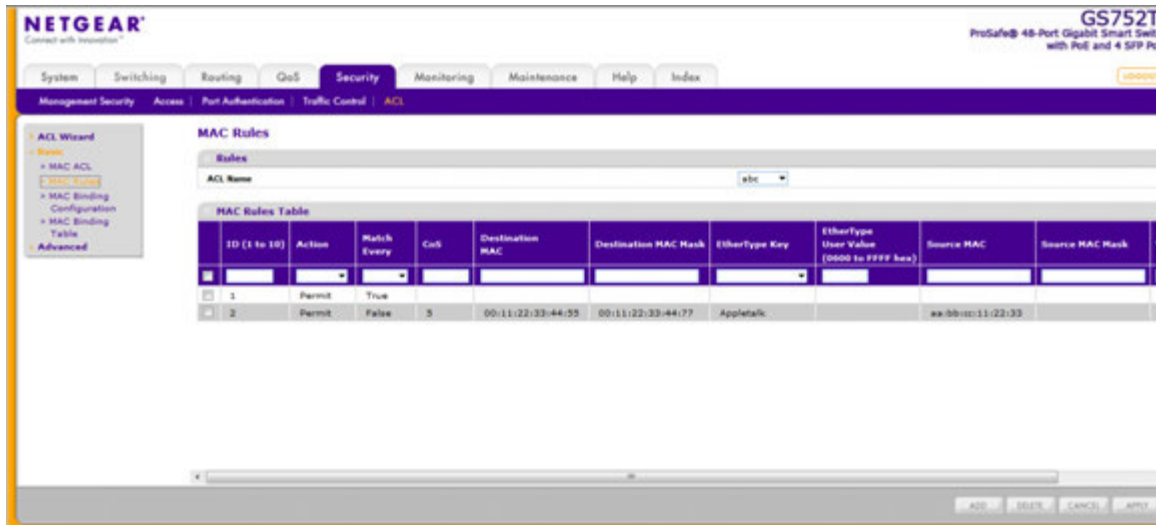 NETGEAR®
Connect with Innovation™
GS752T
ProSafe® 48-Port Gigabit Smart Swit
with PoE and 4 SFP Po
System Switching Routing QoS Security Monitoring Maintenance Help Index
LOGOUT
Management Security Access Port Authentication Traffic Control ACL
ACL Wizard
Basic
MAC ACL
MAC Rules
MAC Binding
Configuration
MAC Binding
Table
Advanced
MAC Rules
Rules
ACL Name abc
MAC Rules Table
ID (1 to 10) Action Match Every CoS Destination MAC Destination MAC Mask EtherType Key EtherType User Value (0600 to FFFF hex) Source MAC Source MAC Mask
1 Permit True
2 Permit False 5 00:11:22:33:44:55 00:11:22:33:44:77 Appletalk aa:bb:cc:11:22:33
ADD DELETE CANCEL APPLY